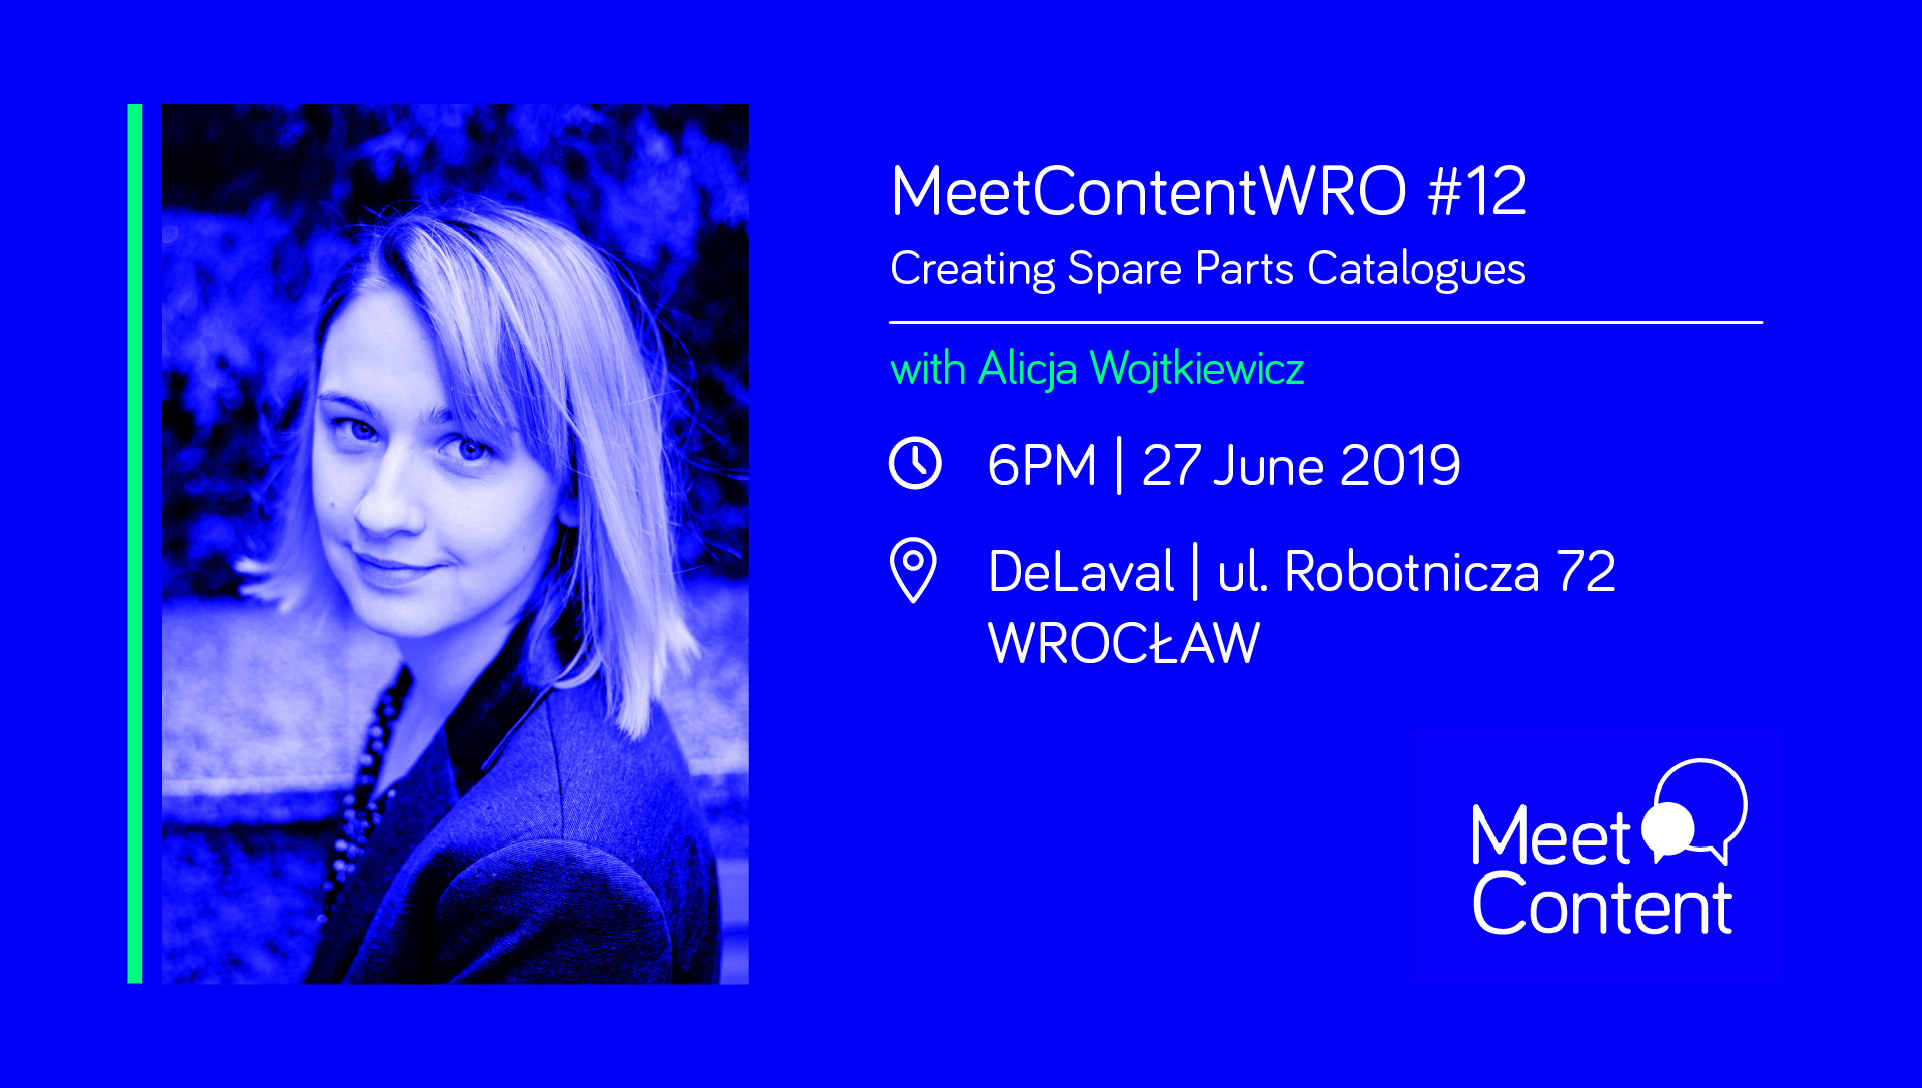 MeetContentWRO #12
Creating Spare Parts Catalogues
with Alicja Wojtkiewicz
6PM | 27 June 2019
DeLaval | ul. Robotnicza 72
WROCŁAW
Meet
Content